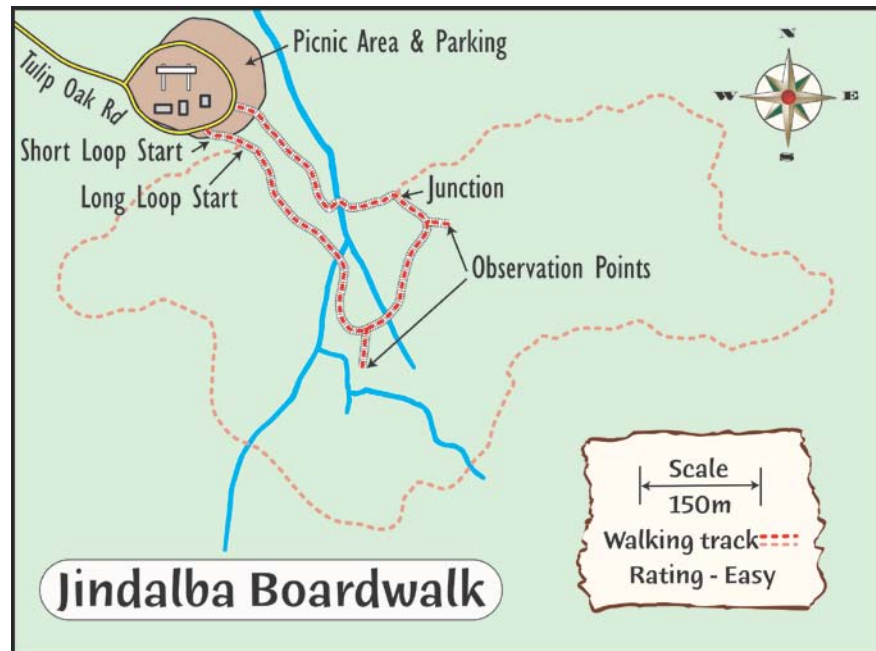 Picnic Area & Parking
Tulip Oak Rd
Short Loop Start
Long Loop Start
Junction
Observation Points
N
W
E
S
Scale
150m
Walking track
Rating - Easy
Jindalba Boardwalk